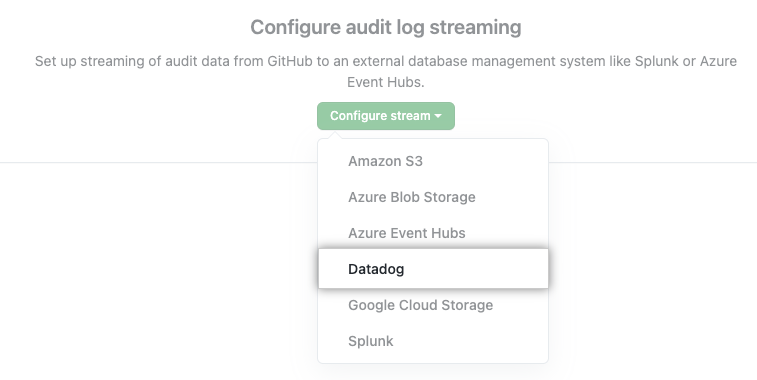 Configure audit log streaming
Set up streaming of audit data from GitHub to an external database management system like Splunk or Azure
Event Hubs.
Configure stream
Amazon S3
Azure Blob Storage
Azure Event Hubs
Datadog
Google Cloud Storage
Splunk